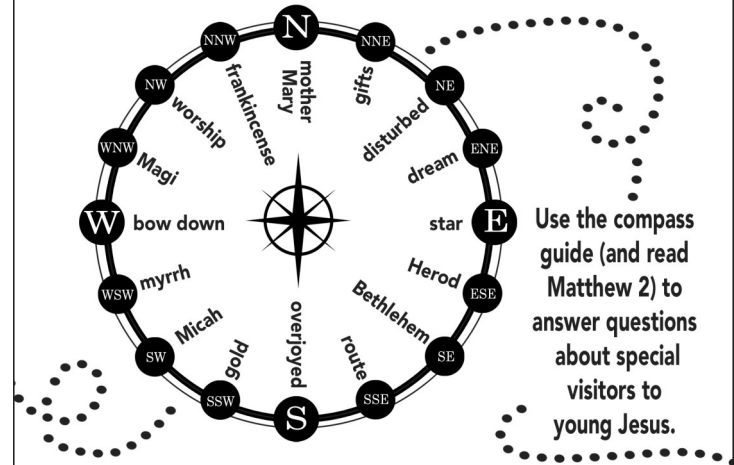 N
mother
Mary
NNE
gifts
NE
disturbed
ENE
dream
E
star
ESE
Herod
SE
Bethlehem
SSE
route
S
overjoyed
SSW
gold
SW
Micah
WSW
myrrh
W
bow down
WNW
Magi
NW
worship
NNW
frankincense
Use the compass
guide (and read
Matthew 2) to
answer questions
about special
visitors to
young Jesus.